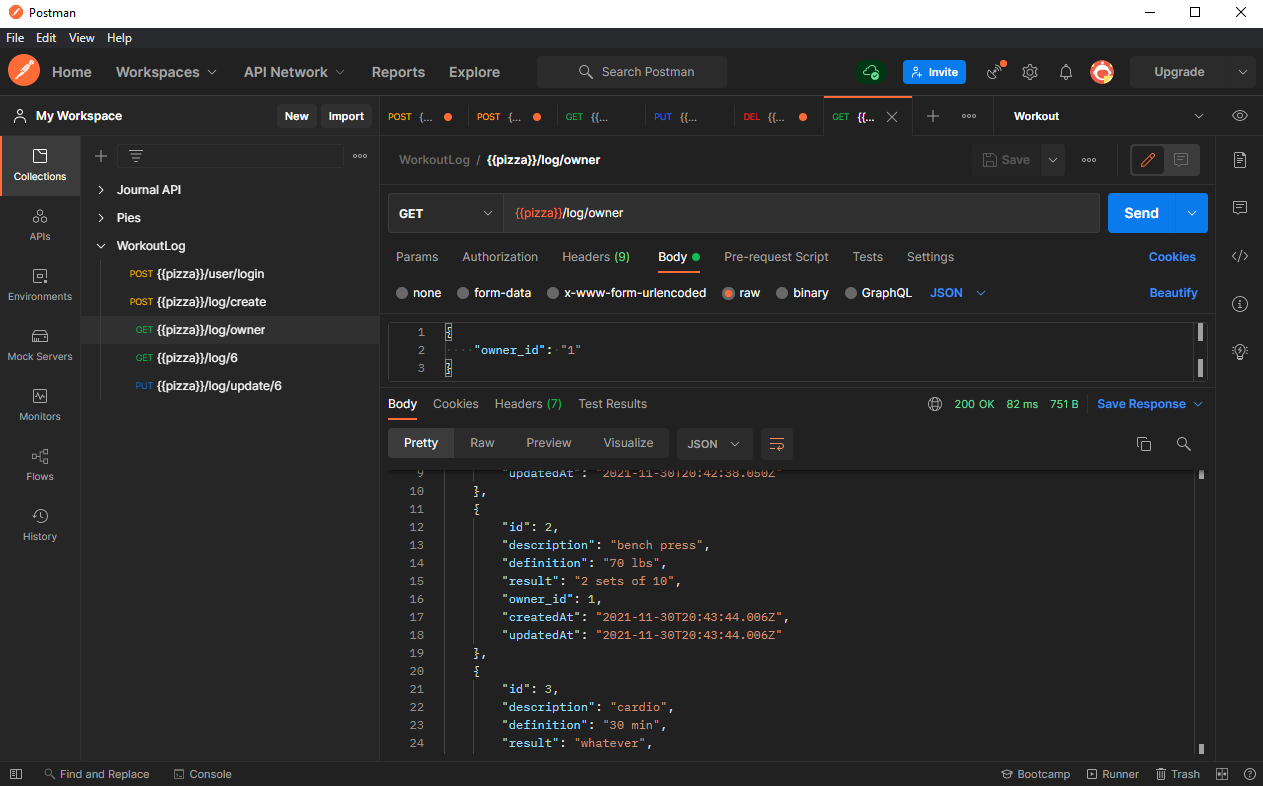 Postman
File Edit View Help
Home Workspaces API Network Reports Explore Search Postman Invite Upgrade
My Workspace New Import
POST {... POST {... GET {{... PUT {{... DEL {{... GET {{... Workout
WorkoutLog / {{pizza}}/log/owner Save
Collections
APIs
Environments
Mock Servers
Monitors
Flows
History
Journal API
Pies
WorkoutLog
POST {{pizza}}/user/login
POST {{pizza}}/log/create
GET {{pizza}}/log/owner
GET {{pizza}}/log/6
PUT {{pizza}}/log/update/6
GET {{pizza}}/log/owner Send
Params Authorization Headers (9) Body Pre-request Script Tests Settings Cookies
none form-data x-www-form-urlencoded raw binary GraphQL JSON Beautify
1 {
2 "owner_id": "1"
3 }
Body Cookies Headers (7) Test Results 200 OK 82 ms 751 B Save Response
Pretty Raw Preview Visualize JSON
9 "updatedAt": "2021-11-30T20:42:38.050Z"
10 },
11 {
12 "id": 2,
13 "description": "bench press",
14 "definition": "70 lbs",
15 "result": "2 sets of 10",
16 "owner_id": 1,
17 "createdAt": "2021-11-30T20:43:44.006Z",
18 "updatedAt": "2021-11-30T20:43:44.006Z"
19 },
20 {
21 "id": 3,
22 "description": "cardio",
23 "definition": "30 min",
24 "result": "whatever",
Find and Replace Console Bootcamp Runner Trash